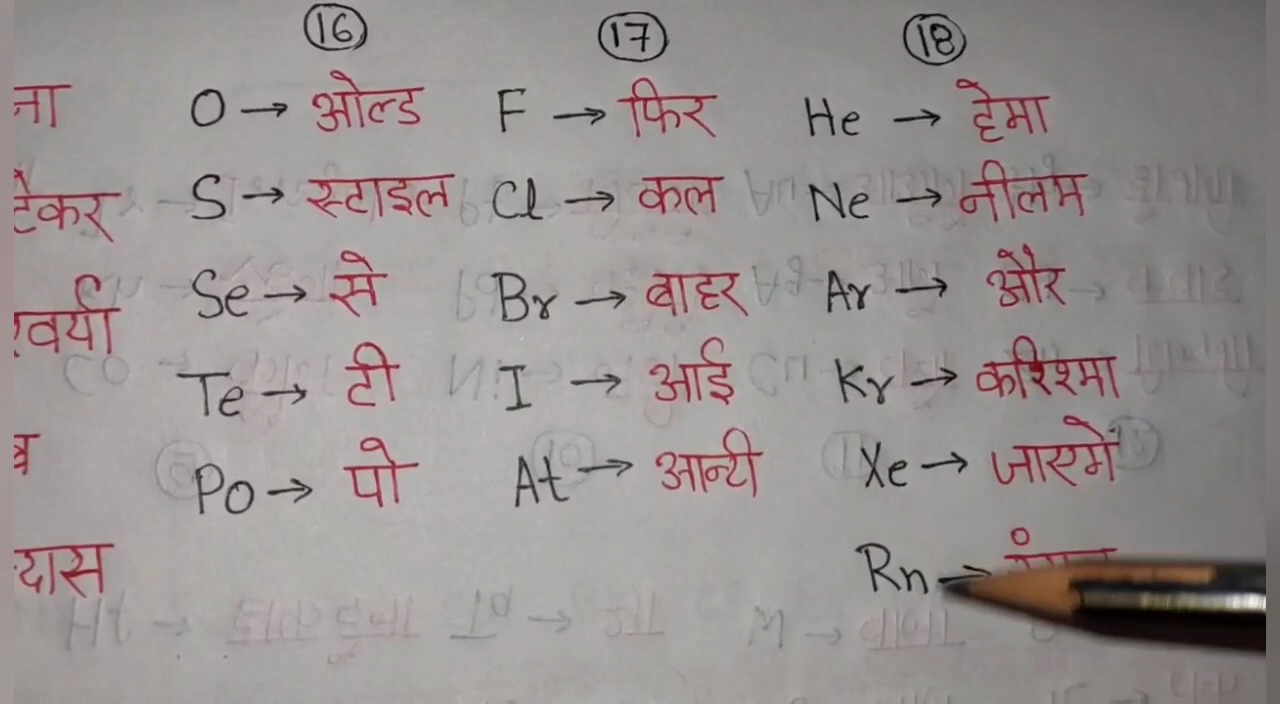 16 17 18
ना O → ओल्ड F → फिर He → हेमा
टेकर S → स्टाइल Cl → कल Ne → नीलम
Se → से Br → बाहर Ar → और
र्वया Te → टी I → आई Kr → करिश्मा
Po → पो At → आन्टी Xe → जाएगें
दास Rn →